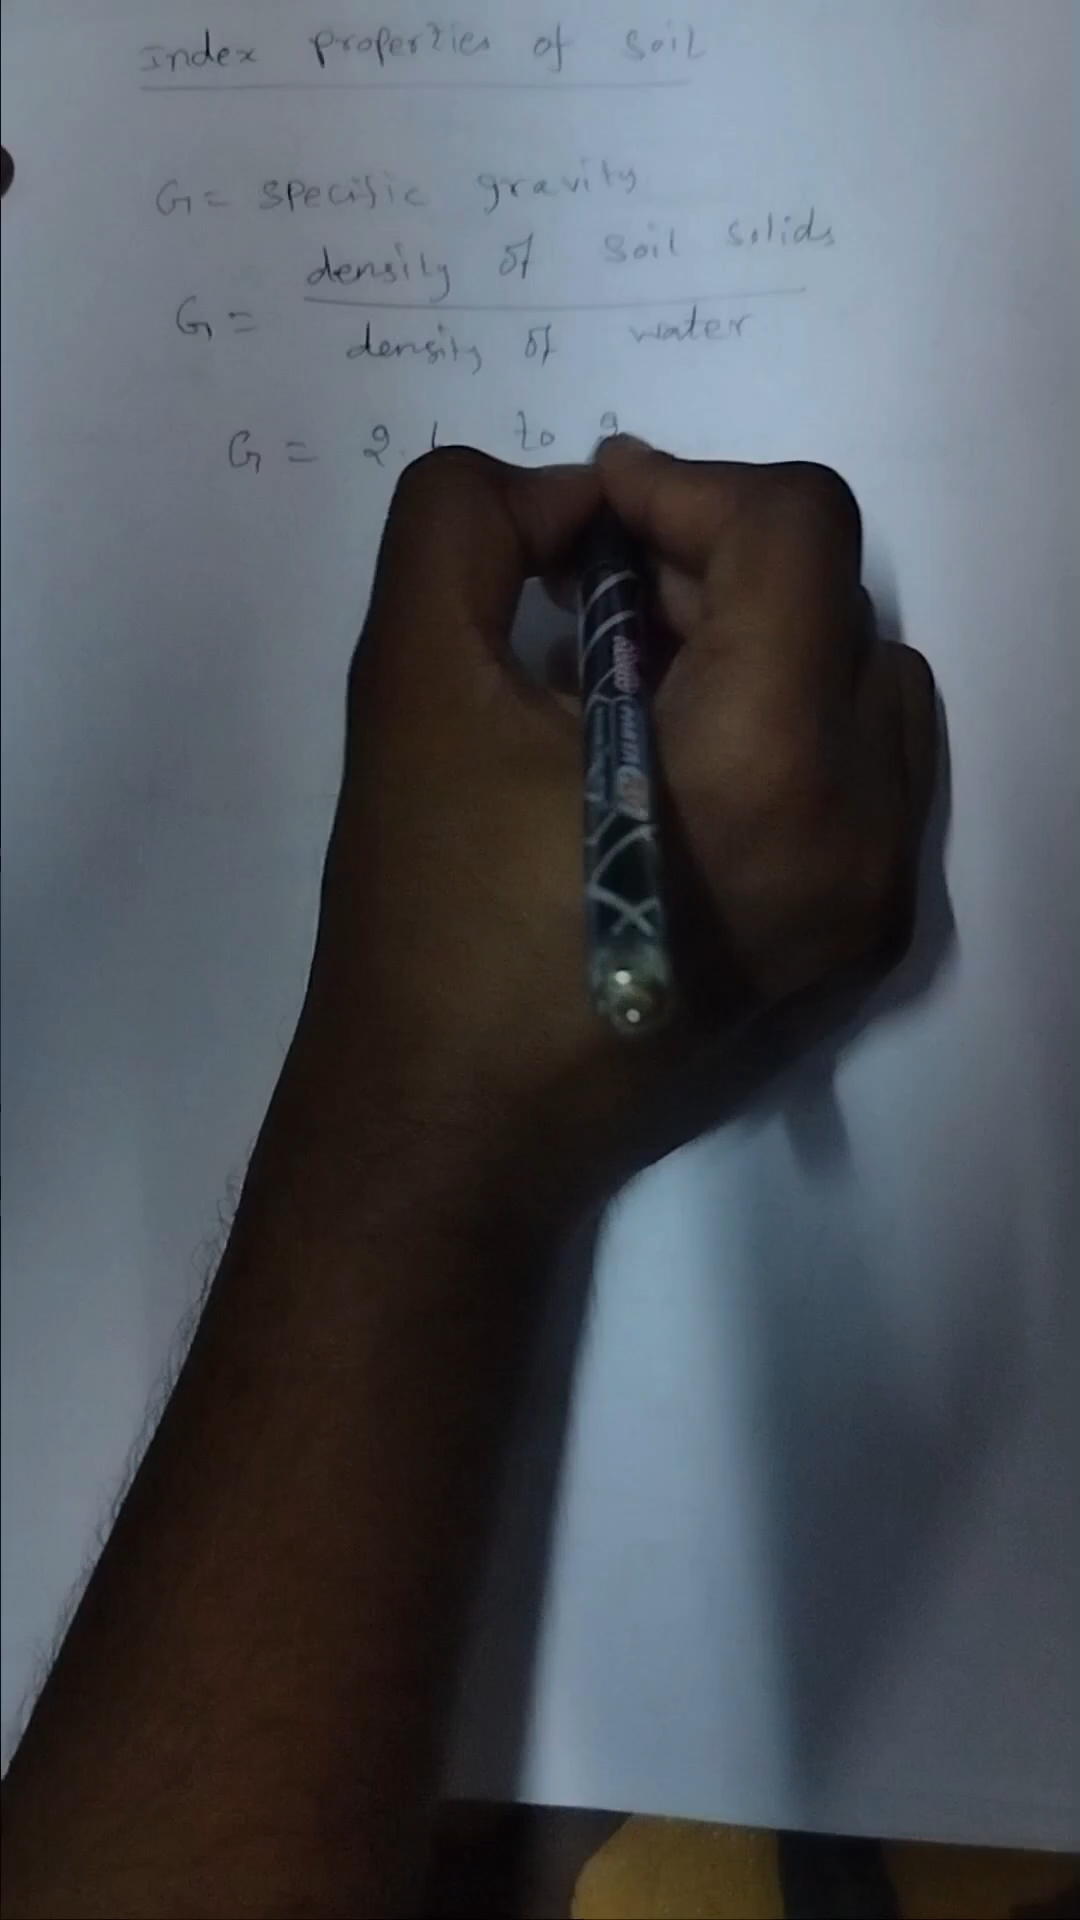 Index properties of soil
G = specific gravity
density of soil solids
G =
density of water
G = 2. to